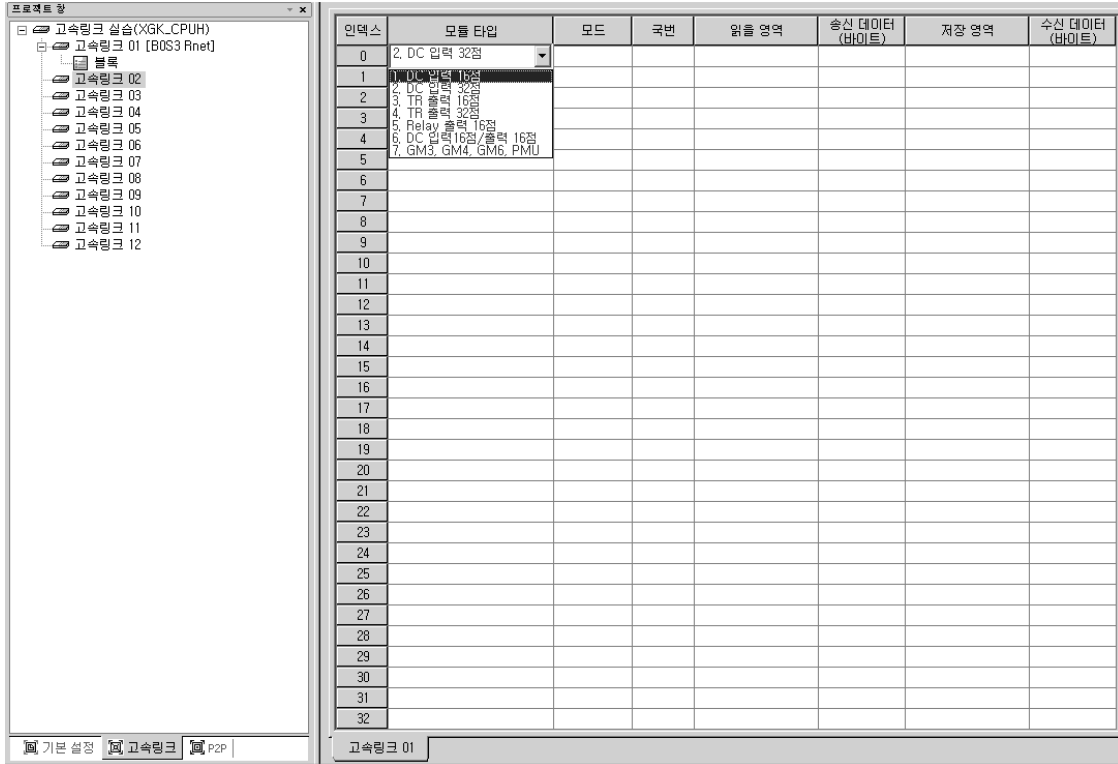 프로젝트 창
고속링크 실습(XGK_CPUH)
고속링크 01 [B0S3 Rnet]
블록
고속링크 02
고속링크 03
고속링크 04
고속링크 05
고속링크 06
고속링크 07
고속링크 08
고속링크 09
고속링크 10
고속링크 11
고속링크 12
기본 설정 고속링크 P2P
인덱스 모듈 타입 모드 국번 읽을 영역 송신 데이터 (바이트) 저장 영역 수신 데이터 (바이트)
0 2, DC 입력 32점
1, DC 입력 16점
2, DC 입력 32점
3, TR 출력 16점
4, TR 출력 32점
5, Relay 출력 16점
6, DC 입력16점/출력 16점
7, GM3, GM4, GM6, PMU
1
2
3
4
5
6
7
8
9
10
11
12
13
14
15
16
17
18
19
20
21
22
23
24
25
26
27
28
29
30
31
32
고속링크 01